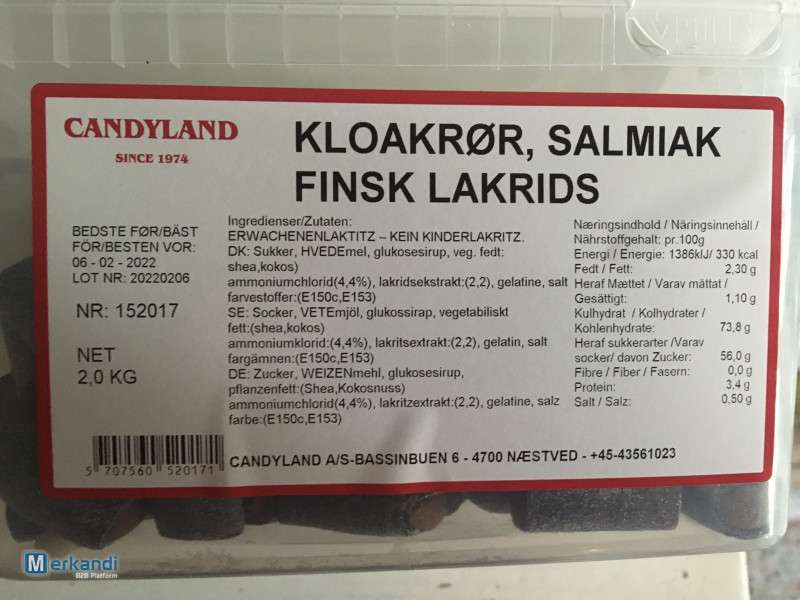 CANDYLAND
SINCE 1974
KLOAKRØR, SALMIAK
FINSK LAKRIDS
BEDSTE FØR/BÄST
FÖR/BESTEN VOR:
06 - 02 - 2022
LOT NR: 20220206
NR: 152017
NET
2,0 KG
Ingredienser/Zutaten:
ERWACHENENLAKTITZ – KEIN KINDERLAKRITZ.
DK: Sukker, HVEDEmel, glukosesirup, veg. fedt:
shea,kokos)
ammoniumchlorid(4,4%), lakridsekstrakt:(2,2), gelatine, salt
farvestoffer:(E150c,E153)
SE: Socker, VETEmjöl, glukossirap, vegetabiliskt
fett:(shea,kokos)
ammoniumklorid:(4,4%), lakritsextrakt:(2,2), gelatin, salt
fargämnen:(E150c,E153)
DE: Zucker, WEIZENmehl, glukosesirup,
pflanzenfett:(Shea,Kokosnuss)
ammoniumchlorid(4,4%), lakritzextrakt:(2,2), gelatine, salz
farbe:(E150c,E153)
Næringsindhold / Näringsinnehåll /
Nährstoffgehalt: pr.100g
Energi / Energie: 1386klJ/ 330 kcal
Fedt / Fett: 2,30 g
Heraf Mættet / Varav mättat /
Gesättigt: 1,10 g
Kulhydrat / Kolhydrater /
Kohlenhydrate: 73,8 g
Heraf sukkerarter /Varav
socker/ davon Zucker: 56,0 g
Fibre / Fiber / Fasern: 0,0 g
Protein: 3,4 g
Salt / Salz: 0,50 g
5 707560 520171
CANDYLAND A/S-BASSINBUEN 6 - 4700 NÆSTVED - +45-43561023
Merkandi
B2B Platform